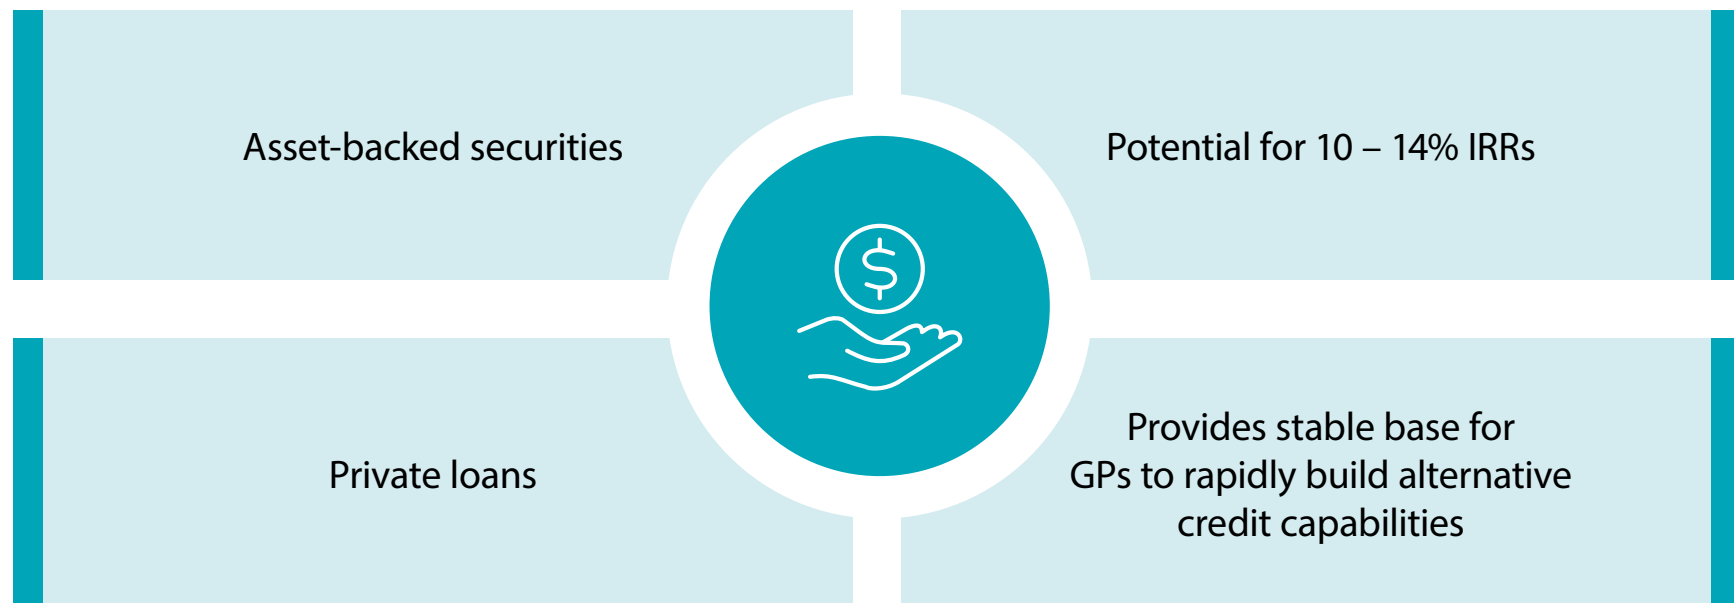 Asset-backed securities
Potential for 10 – 14% IRRs
Private loans
Provides stable base for
GPs to rapidly build alternative
credit capabilities